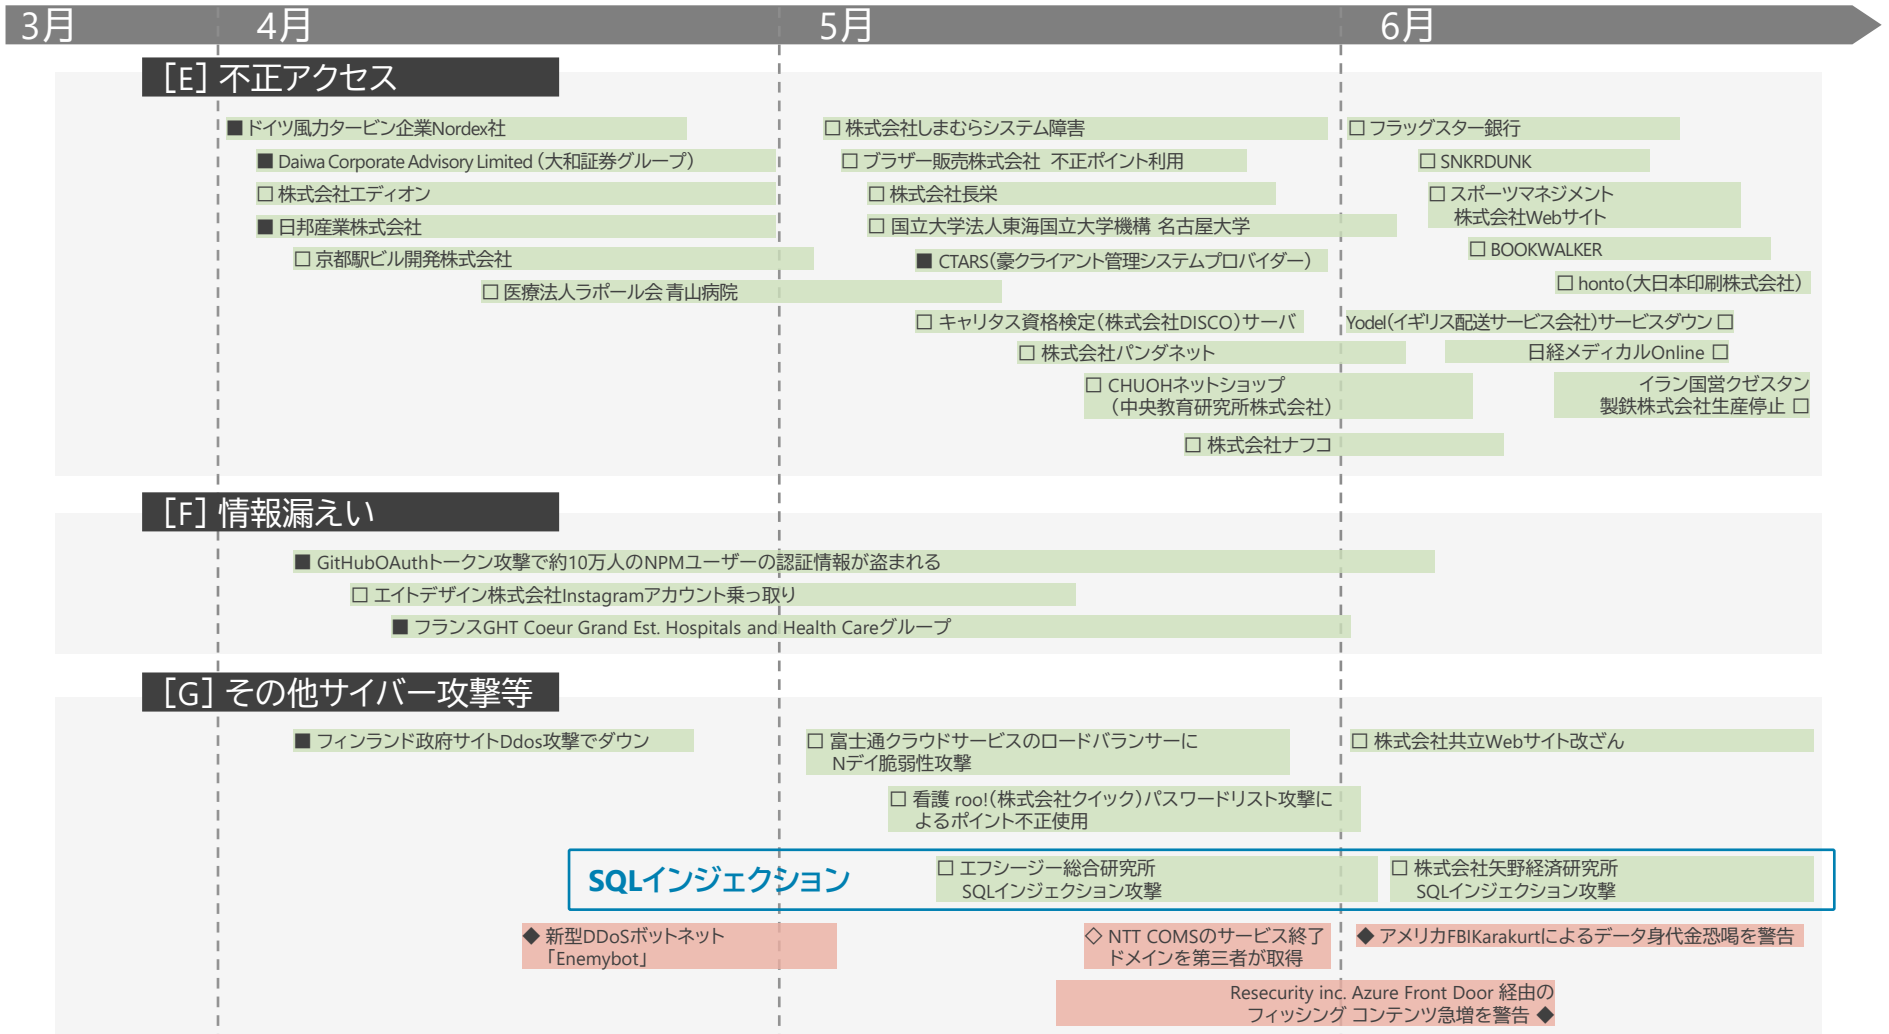 3月 4月 5月 6月
[E] 不正アクセス
■ ドイツ風力タービン企業Nordex社
■ Daiwa Corporate Advisory Limited（大和証券グループ）
□ 株式会社エディオン
■ 日邦産業株式会社
□ 京都駅ビル開発株式会社
□ 医療法人ラポール会 青山病院
□ 株式会社しまむらシステム障害
□ ブラザー販売株式会社 不正ポイント利用
□ 株式会社長栄
□ 国立大学法人東海国立大学機構 名古屋大学
■ CTARS（豪クライアント管理システムプロバイダー）
□ キャリタス資格検定（株式会社DISCO）サーバ
□ 株式会社パンダネット
□ CHUOHネットショップ
（中央教育研究所株式会社）
□ 株式会社ナフコ
□ フラッグスター銀行
□ SNKRDUNK
□ スポーツマネジメント
株式会社Webサイト
□ BOOKWALKER
□ honto（大日本印刷株式会社）
Yodel（イギリス配送サービス会社）サービスダウン □
日経メディカルOnline □
イラン国営クゼスタン
製鉄株式会社生産停止 □
[F] 情報漏えい
■ GitHubOAuthトークン攻撃で約10万人のNPMユーザーの認証情報が盗まれる
□ エイトデザイン株式会社Instagramアカウント乗っ取り
■ フランスGHT Coeur Grand Est. Hospitals and Health Careグループ
[G] その他サイバー攻撃等
■ フィンランド政府サイトDdos攻撃でダウン
□ 富士通クラウドサービスのロードバランサーに
Nデイ脆弱性攻撃
□ 株式会社共立Webサイト改ざん
□ 看護 roo!（株式会社クイック）パスワードリスト攻撃に
よるポイント不正使用
SQLインジェクション
□ エフシージー総合研究所
SQLインジェクション攻撃
□ 株式会社矢野経済研究所
SQLインジェクション攻撃
◆ 新型DDoSボットネット
「Enemybot」
◇ NTT COMSのサービス終了
ドメインを第三者が取得
◆ アメリカFBIKarakurtによるデータ身代金恐喝を警告
Resecurity inc. Azure Front Door 経由の
フィッシング コンテンツ急増を警告 ◆